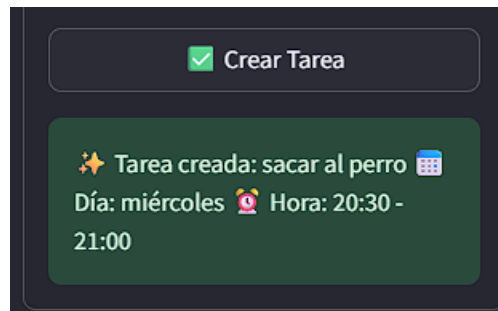 ✅ Crear Tarea
✨ Tarea creada: sacar al perro 📅
Día: miércoles ⏰ Hora: 20:30 -
21:00